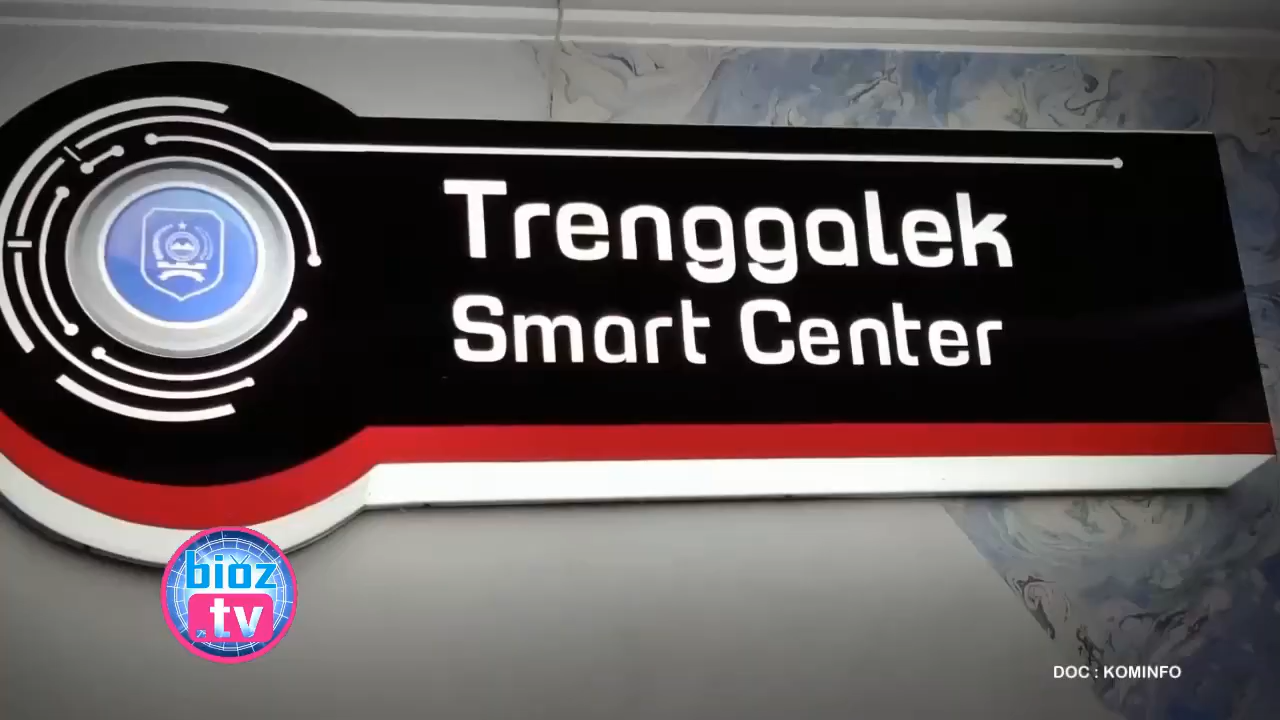 Trenggalek
Smart Center
bioz
.tv
DOC : KOMINFO